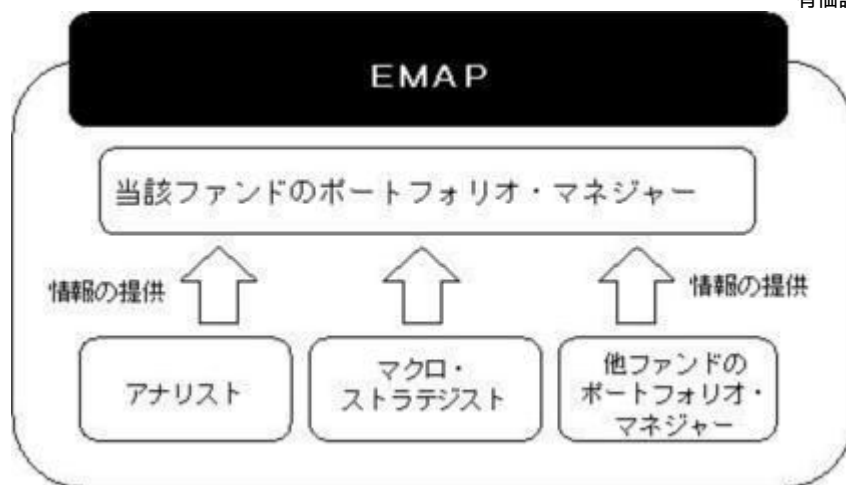 EMAP
当該ファンドのポートフォリオ・マネジャー
情報の提供
情報の提供
アナリスト
マクロ・
ストラテジスト
他ファンドの
ポートフォリオ・
マネジャー